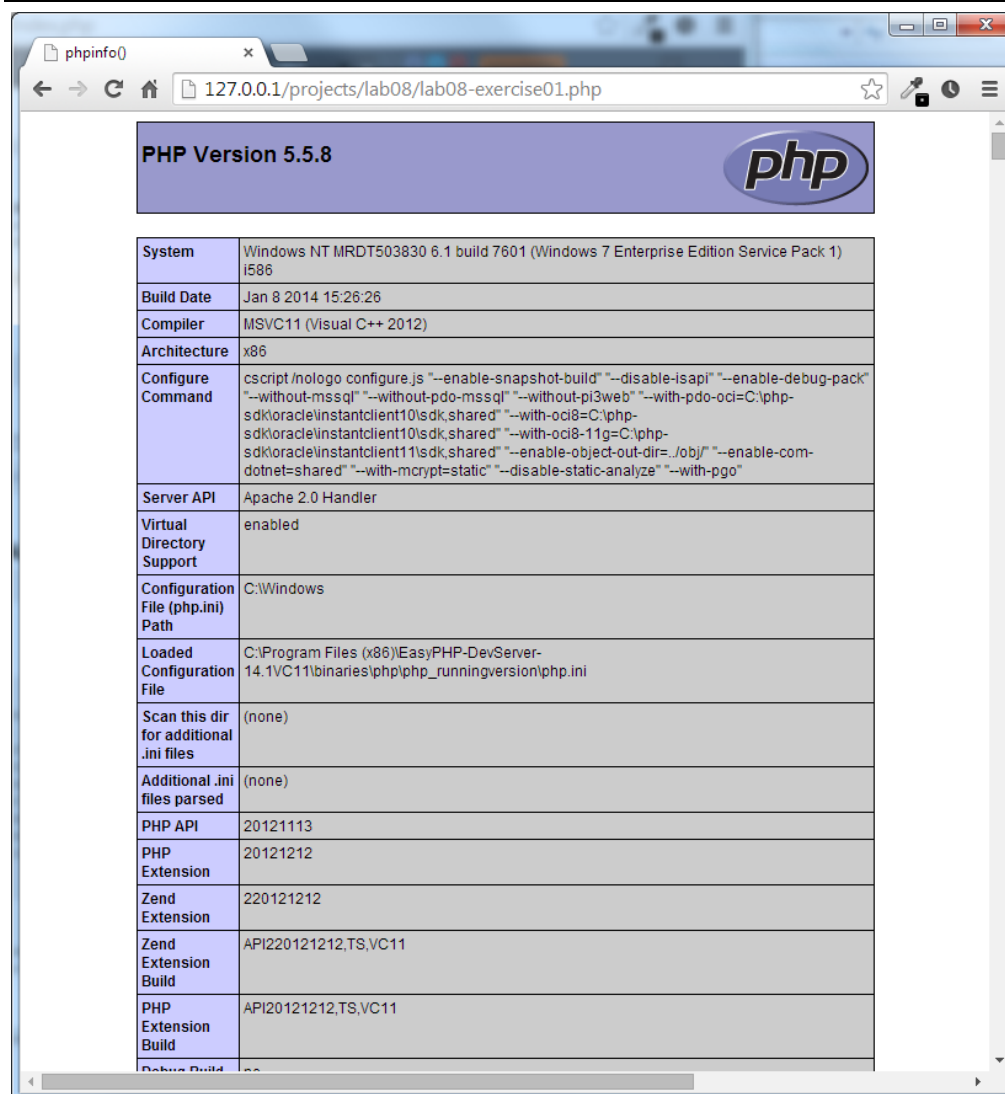 phpinfo()
127.0.0.1/projects/lab08/lab08-exercise01.php
PHP Version 5.5.8
php
System
Windows NT MRDT503830 6.1 build 7601 (Windows 7 Enterprise Edition Service Pack 1)
i586
Build Date
Jan 8 2014 15:26:26
Compiler
MSVC11 (Visual C++ 2012)
Architecture
x86
Configure
Command
cscript /nologo configure.js "--enable-snapshot-build" "--disable-isapi" "--enable-debug-pack"
"--without-mssql" "--without-pdo-mssql" "--without-pi3web" "--with-pdo-oci=C:\php-
sdk\oracle\instantclient10\sdk,shared" "--with-oci8=C:\php-
sdk\oracle\instantclient10\sdk,shared" "--with-oci8-11g=C:\php-
sdk\oracle\instantclient11\sdk,shared" "--enable-object-out-dir=../obj/" "--enable-com-
dotnet=shared" "--with-mcrypt=static" "--disable-static-analyze" "--with-pgo"
Server API
Apache 2.0 Handler
Virtual
Directory
Support
enabled
Configuration
File (php.ini)
Path
C:\Windows
Loaded
Configuration
File
C:\Program Files (x86)\EasyPHP-DevServer-
14.1VC11\binaries\php\php_runningversion\php.ini
Scan this dir
for additional
.ini files
(none)
Additional .ini
files parsed
(none)
PHP API
20121113
PHP
Extension
20121212
Zend
Extension
220121212
Zend
Extension
Build
API220121212,TS,VC11
PHP
Extension
Build
API20121212,TS,VC11
Debug Build
no